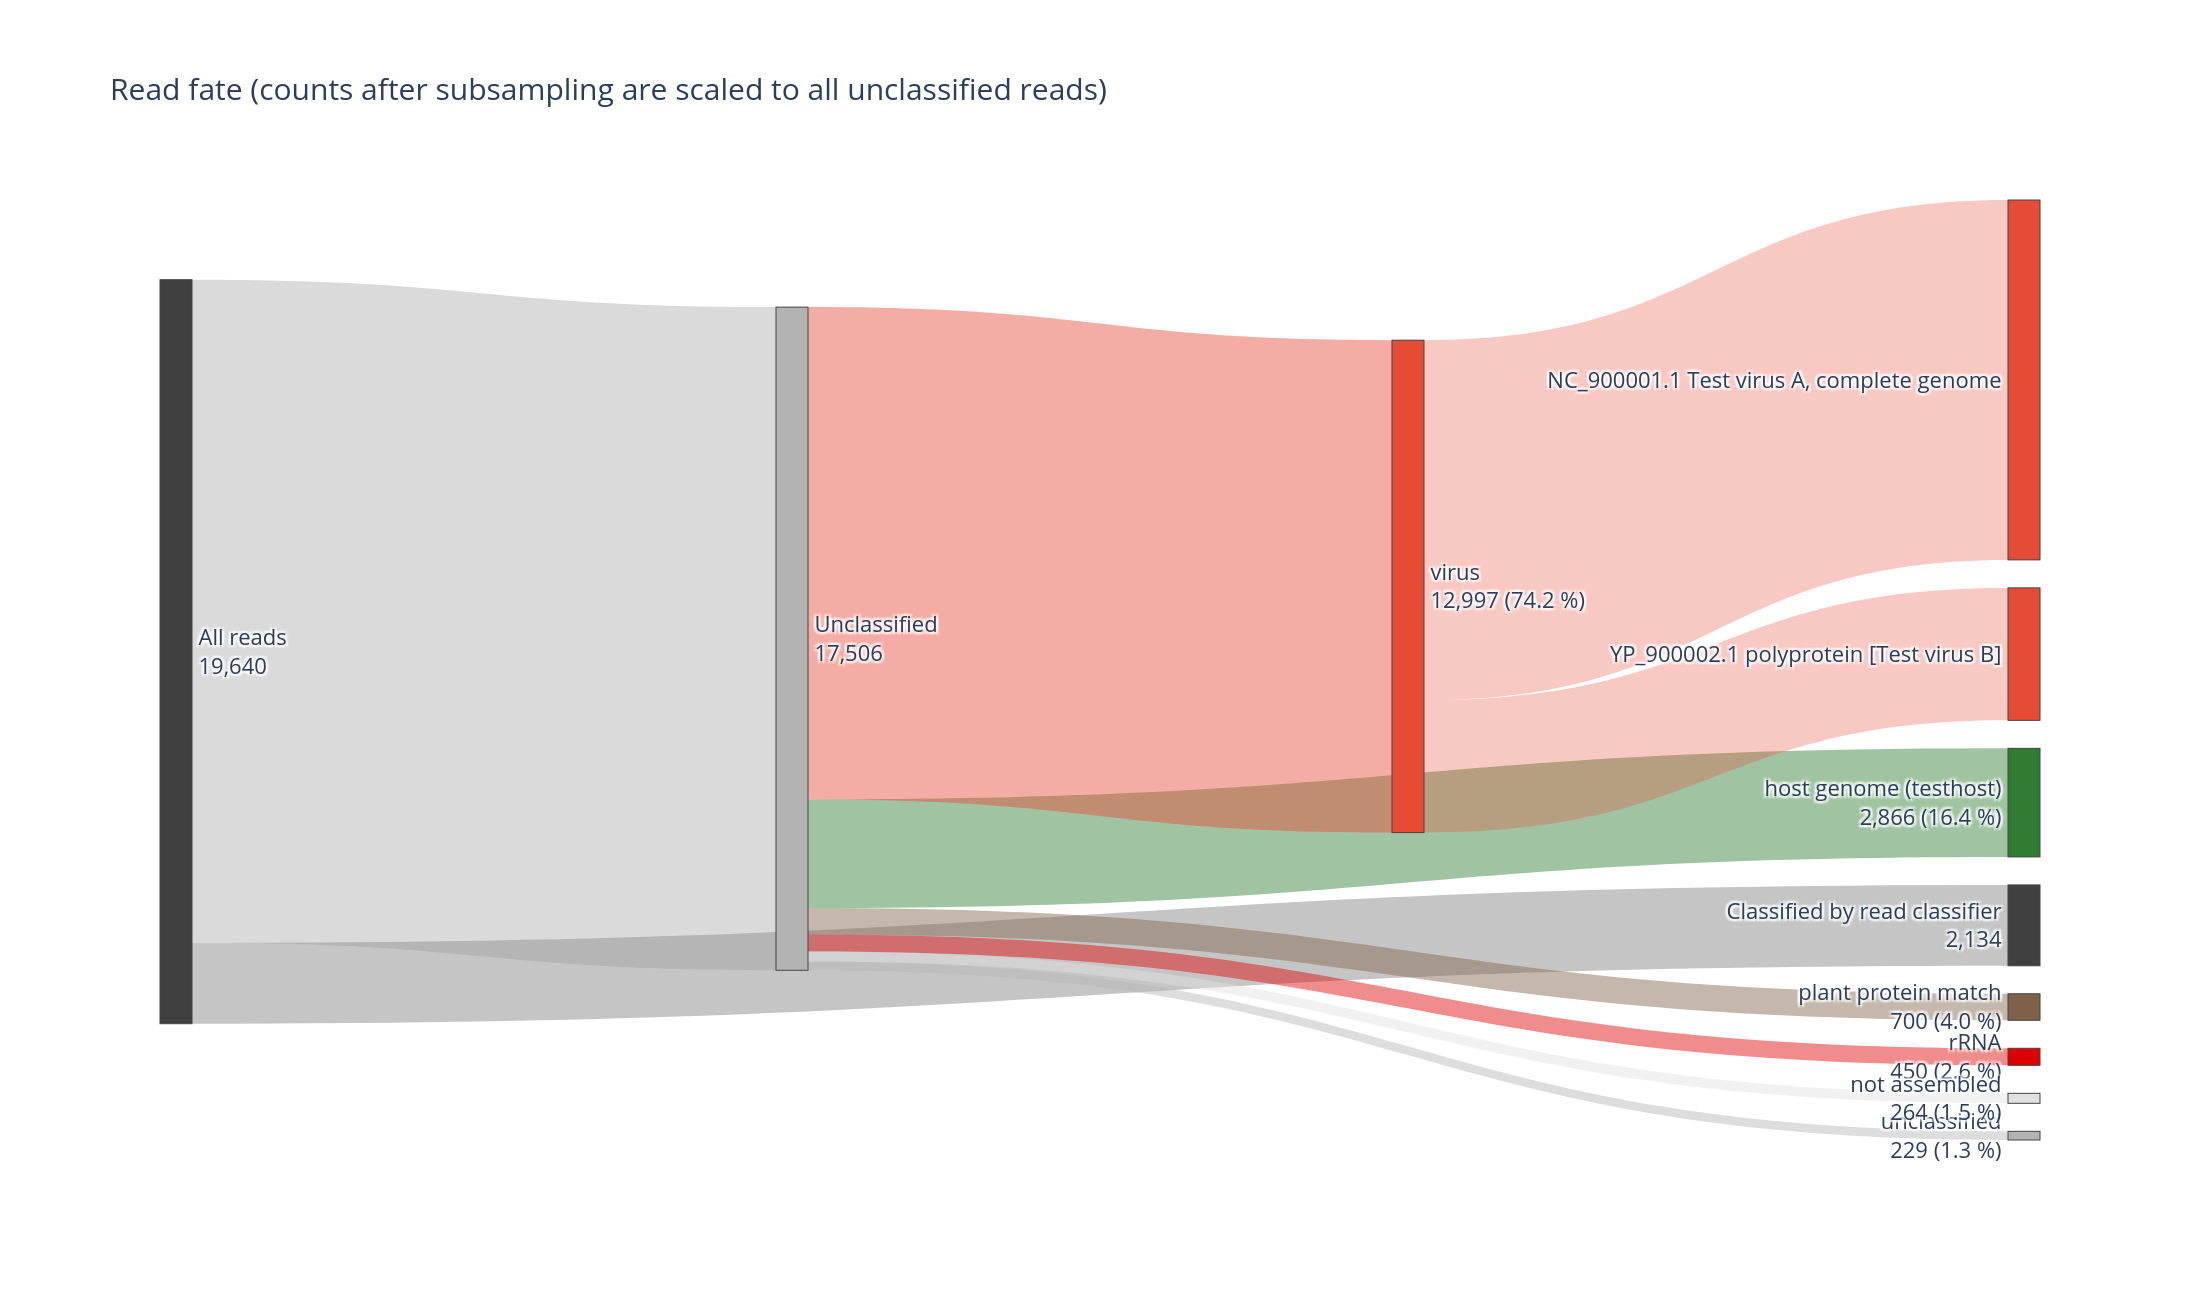 Read fate (counts after subsampling are scaled to all unclassified reads)
All reads
19,640
Unclassified
17,506
virus
12,997 (74.2 %)
NC_900001.1 Test virus A, complete genome
YP_900002.1 polyprotein [Test virus B]
host genome (testhost)
2,866 (16.4 %)
Classified by read classifier
2,134
plant protein match
700 (4.0 %)
rRNA
450 (2.6 %)
not assembled
264 (1.5 %)
unclassified
229 (1.3 %)